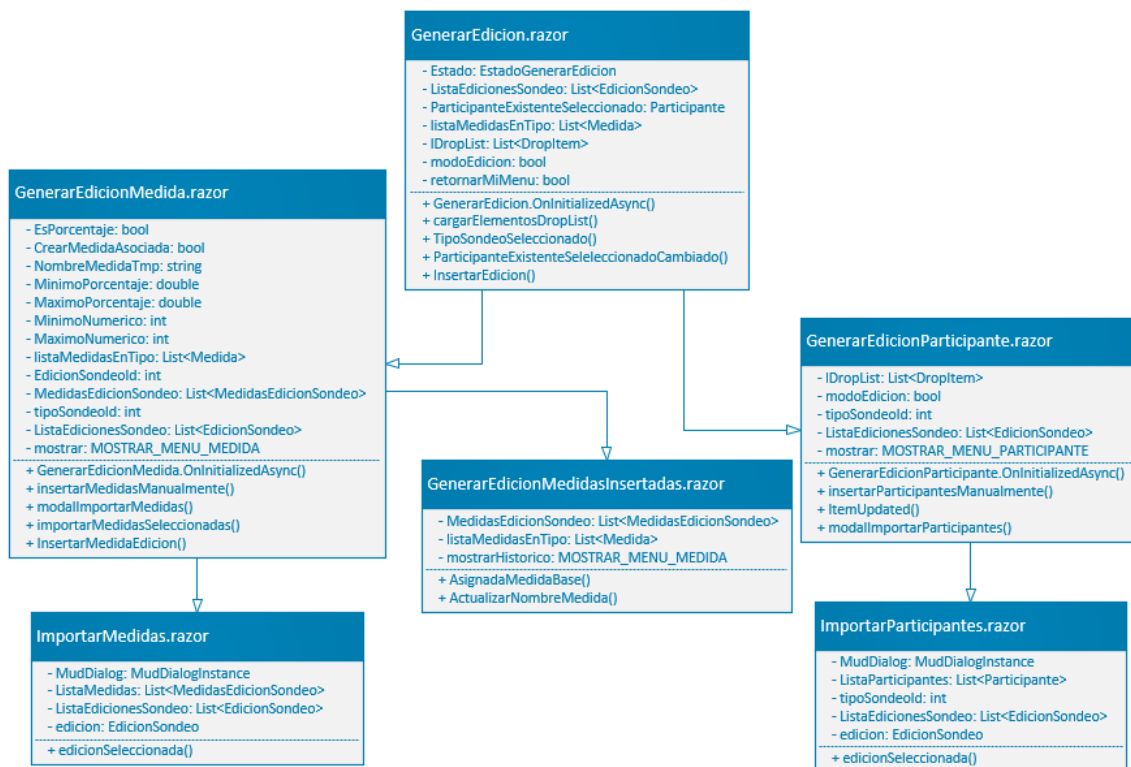 GenerarEdicion.razor
- Estado: EstadoGenerarEdicion
- ListaEdicionesSondeo: List<EdicionSondeo>
- ParticipanteExistenteSeleccionado: Participante
- listaMedidasEnTipo: List<Medida>
- lDropList: List<DropItem>
- modoEdicion: bool
- retornarMiMenu: bool
+ GenerarEdicion.OnInitializedAsync()
+ cargarElementosDropList()
+ TipoSondeoSeleccionado()
+ ParticipanteExistenteSeleleccionadoCambiado()
+ InsertarEdicion()
GenerarEdicionMedida.razor
- EsPorcentaje: bool
- CrearMedidaAsociada: bool
- NombreMedidaTmp: string
- MinimoPorcentaje: double
- MaximoPorcentaje: double
- MinimoNumerico: int
- MaximoNumerico: int
- listaMedidasEnTipo: List<Medida>
- EdicionSondeoId: int
- MedidasEdicionSondeo: List<MedidasEdicionSondeo>
- tipoSondeoId: int
- ListaEdicionesSondeo: List<EdicionSondeo>
- mostrar: MOSTRAR_MENU_MEDIDA
+ GenerarEdicionMedida.OnInitializedAsync()
+ insertarMedidasManualmente()
+ modalImportarMedidas()
+ importarMedidasSeleccionadas()
+ InsertarMedidaEdicion()
GenerarEdicionParticipante.razor
- lDropList: List<DropItem>
- modoEdicion: bool
- tipoSondeoId: int
- ListaEdicionesSondeo: List<EdicionSondeo>
- mostrar: MOSTRAR_MENU_PARTICIPANTE
+ GenerarEdicionParticipante.OnInitializedAsync()
+ insertarParticipantesManualmente()
+ ItemUpdated()
+ modalImportarParticipantes()
GenerarEdicionMedidasInsertadas.razor
- MedidasEdicionSondeo: List<MedidasEdicionSondeo>
- listaMedidasEnTipo: List<Medida>
- mostrarHistorico: MOSTRAR_MENU_MEDIDA
+ AsignadaMedidaBase()
+ ActualizarNombreMedida()
ImportarMedidas.razor
- MudDialog: MudDialogInstance
- ListaMedidas: List<MedidasEdicionSondeo>
- ListaEdicionesSondeo: List<EdicionSondeo>
- edicion: EdicionSondeo
+ edicionSeleccionada()
ImportarParticipantes.razor
- MudDialog: MudDialogInstance
- ListaParticipantes: List<Participante>
- tipoSondeoId: int
- ListaEdicionesSondeo: List<EdicionSondeo>
- edicion: EdicionSondeo
+ edicionSeleccionada()